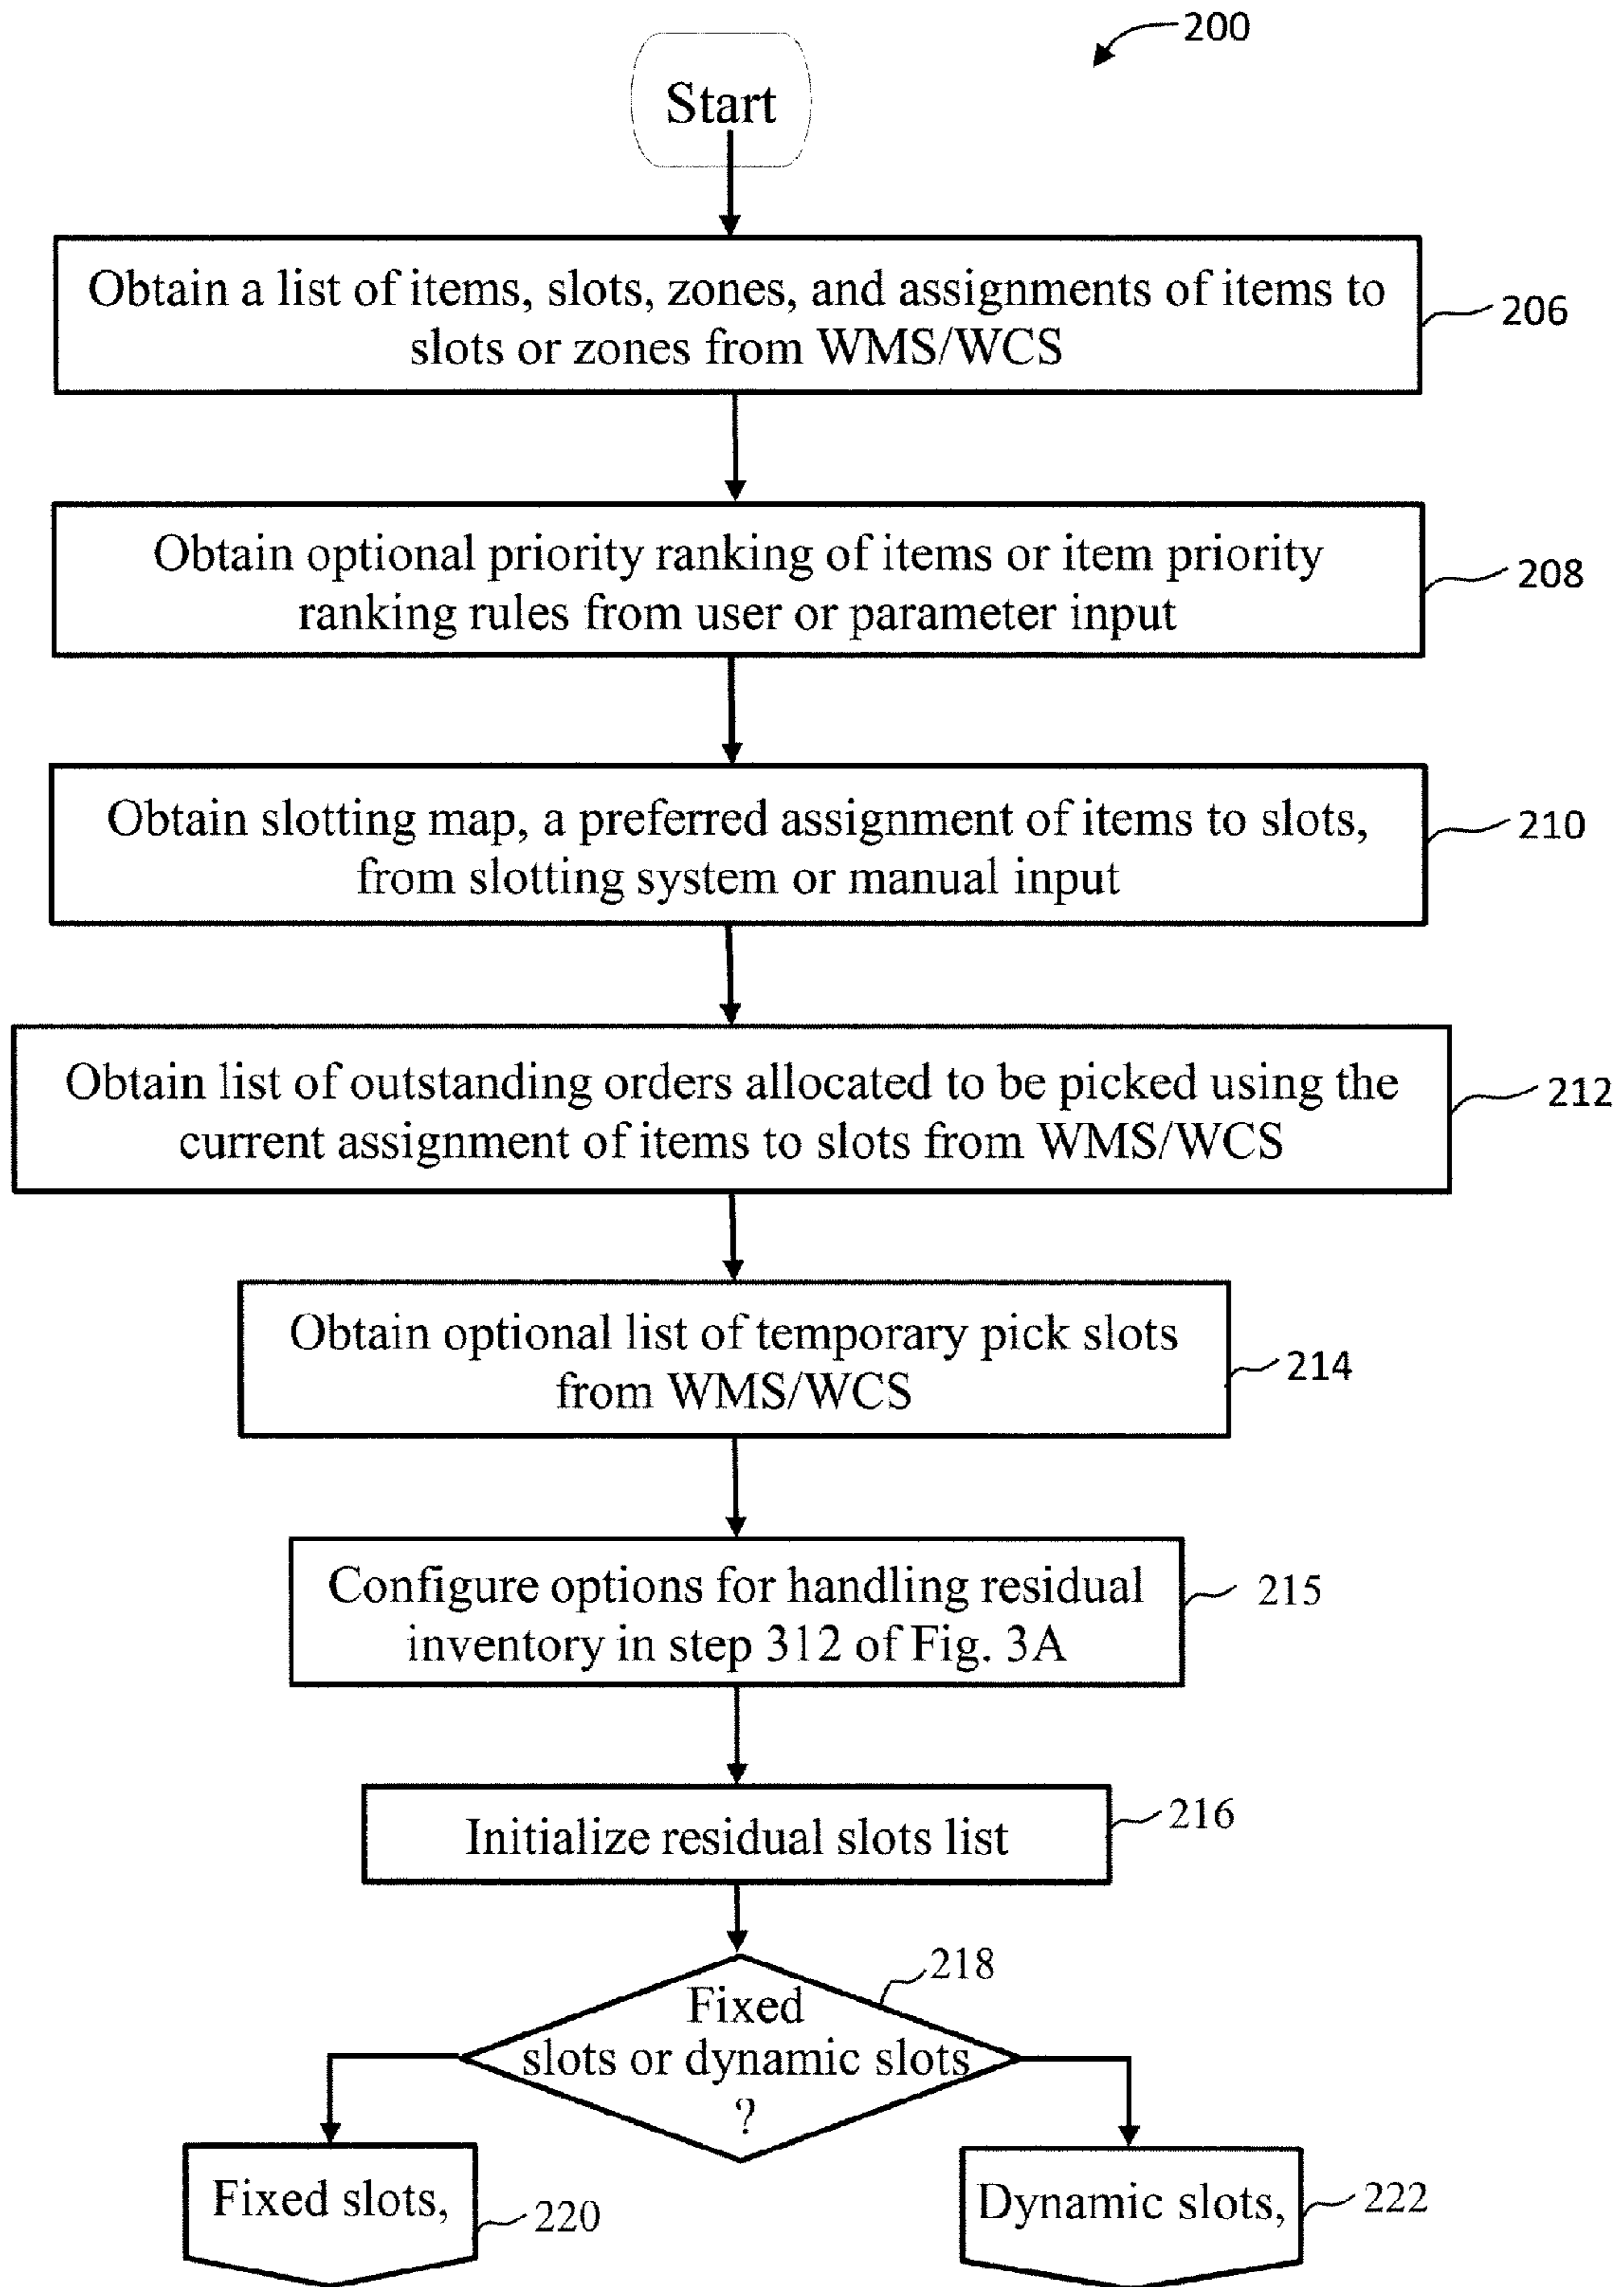 200
Start
Obtain a list of items, slots, zones, and assignments of items to
slots or zones from WMS/WCS
206
Obtain optional priority ranking of items or item priority
ranking rules from user or parameter input
208
Obtain slotting map, a preferred assignment of items to slots,
from slotting system or manual input
210
Obtain list of outstanding orders allocated to be picked using the
current assignment of items to slots from WMS/WCS
212
Obtain optional list of temporary pick slots
from WMS/WCS
214
Configure options for handling residual
inventory in step 312 of Fig. 3A
215
Initialize residual slots list
216
218
Fixed
slots or dynamic slots
?
Fixed slots,
220
Dynamic slots,
222